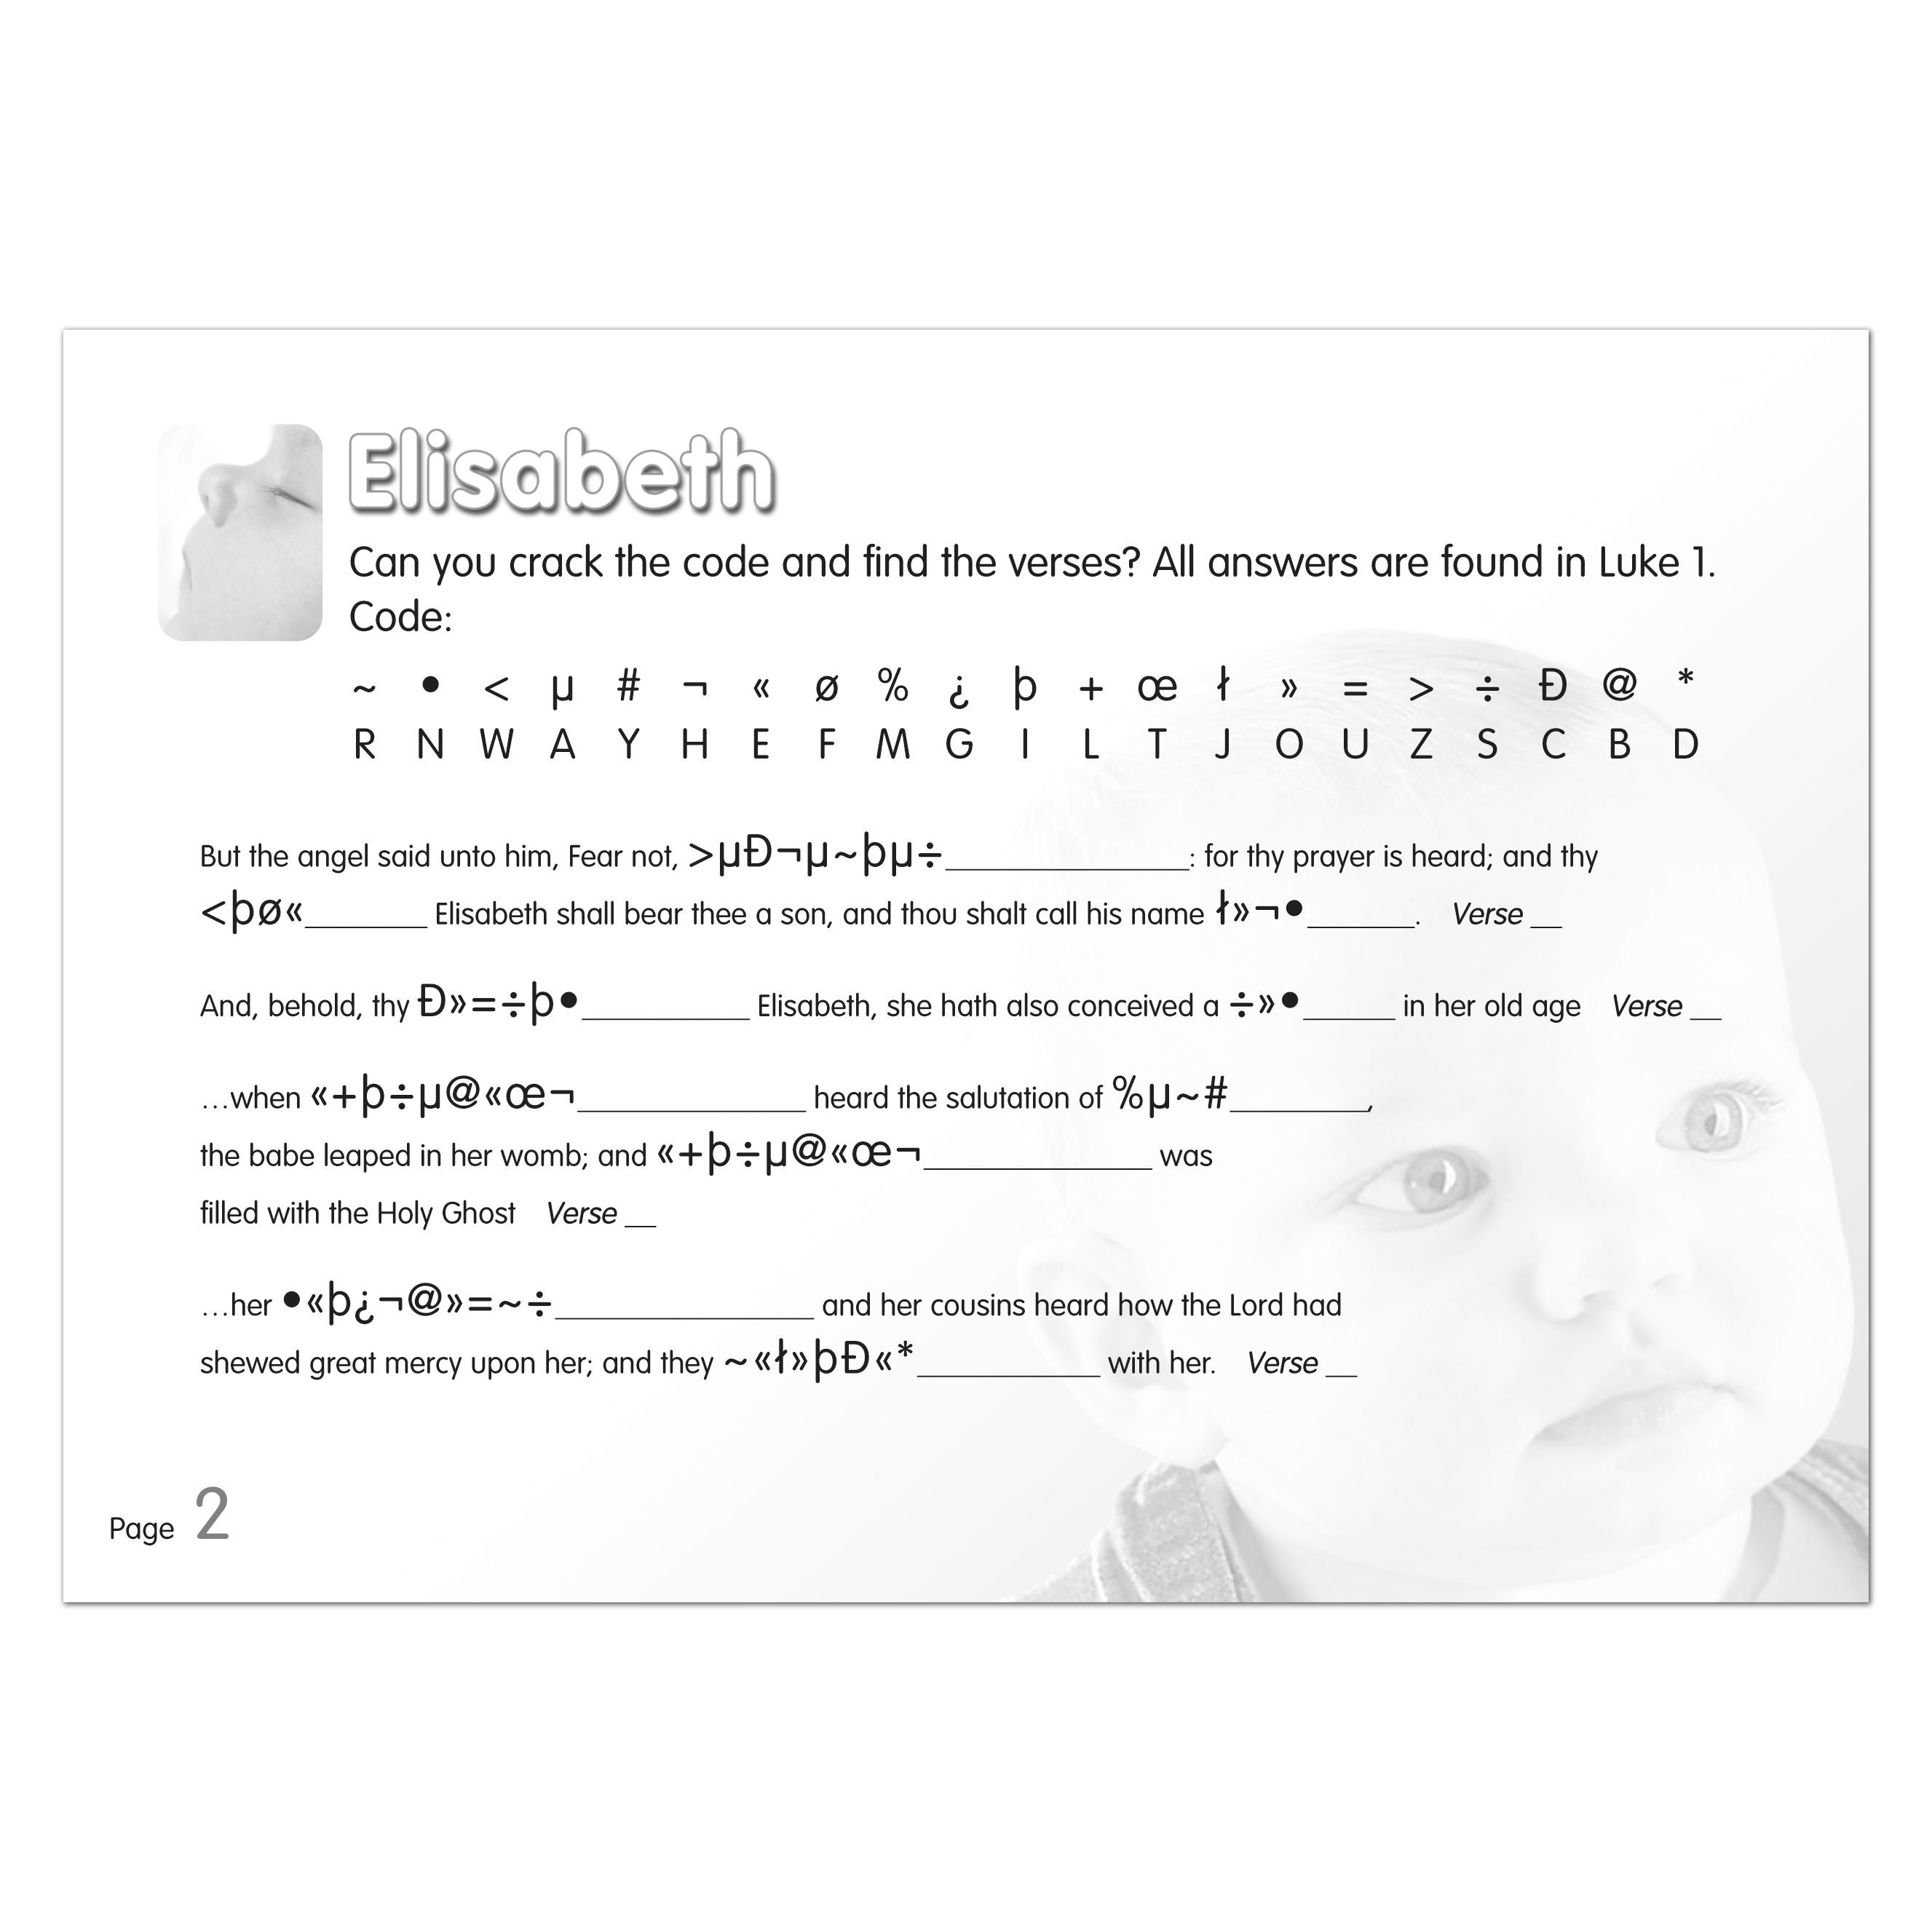 Elisabeth
Can you crack the code and find the verses? All answers are found in Luke 1.
Code:
~ • < µ # ¬ « ø % ¿ þ + œ ł » = > ÷ Ð @ *
R N W A Y H E F M G I L T J O U Z S C B D
But the angel said unto him, Fear not, >µÐ¬µ~þµ÷________________: for thy prayer is heard; and thy
<þø«________ Elisabeth shall bear thee a son, and thou shalt call his name ł»¬•_______. Verse __
And, behold, thy Ð»=÷þ•___________ Elisabeth, she hath also conceived a ÷»•______ in her old age Verse __
…when «+þ÷µ@«œ¬_______________ heard the salutation of %µ~#_________,
the babe leaped in her womb; and «+þ÷µ@«œ¬_______________ was
filled with the Holy Ghost Verse __
…her •«þ¿¬@»=~÷_________________ and her cousins heard how the Lord had
shewed great mercy upon her; and they ~«ł»þÐ«*____________ with her. Verse __
Page 2